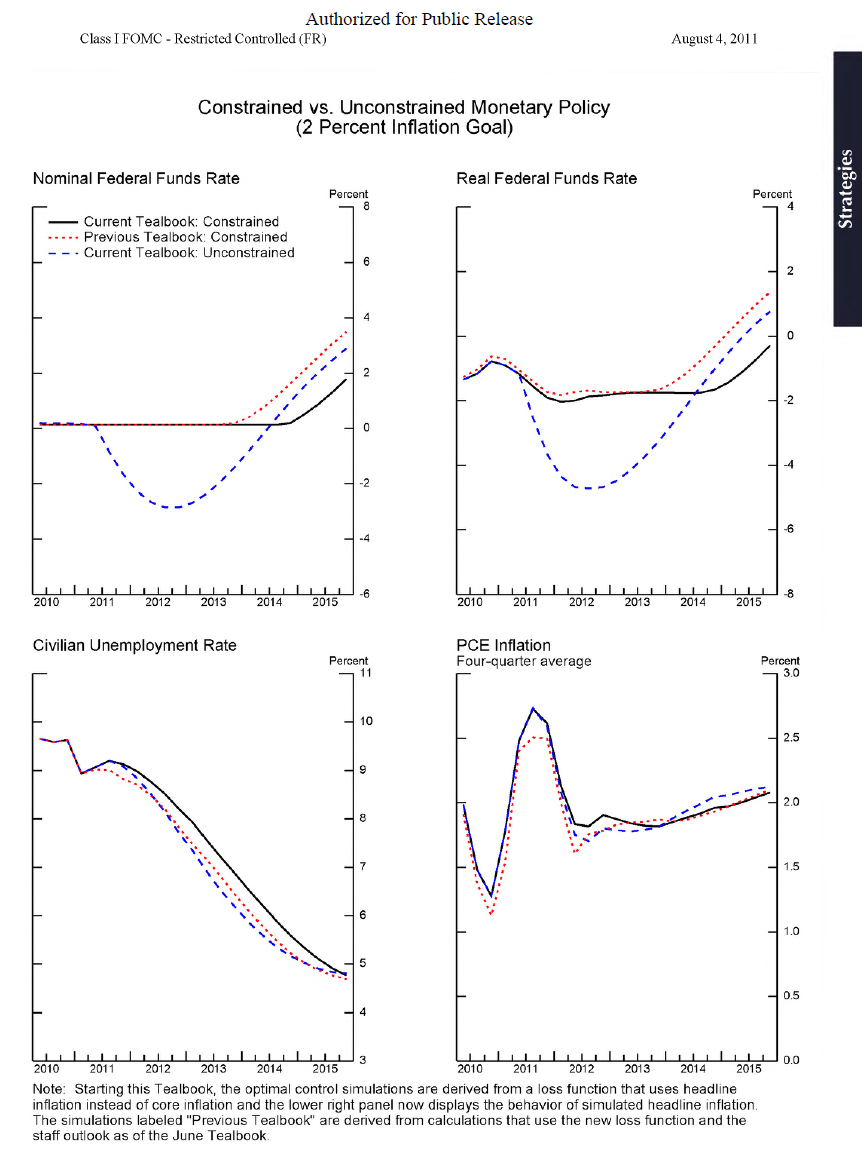 Authorized for Public Release
Class I FOMC - Restricted Controlled (FR)
August 4, 2011
Strategies
Constrained vs. Unconstrained Monetary Policy
(2 Percent Inflation Goal)
Nominal Federal Funds Rate
Percent
Current Tealbook: Constrained
Previous Tealbook: Constrained
Current Tealbook: Unconstrained
8
6
4
2
0
-2
-4
-6
2010 2011 2012 2013 2014 2015
Real Federal Funds Rate
Percent
4
2
0
-2
-4
-6
-8
2010 2011 2012 2013 2014 2015
Civilian Unemployment Rate
Percent
11
10
9
8
7
6
5
4
3
2010 2011 2012 2013 2014 2015
PCE Inflation
Four-quarter average
Percent
3.0
2.5
2.0
1.5
1.0
0.5
0.0
2010 2011 2012 2013 2014 2015
Note: Starting this Tealbook, the optimal control simulations are derived from a loss function that uses headline
inflation instead of core inflation and the lower right panel now displays the behavior of simulated headline inflation.
The simulations labeled "Previous Tealbook" are derived from calculations that use the new loss function and the
staff outlook as of the June Tealbook.